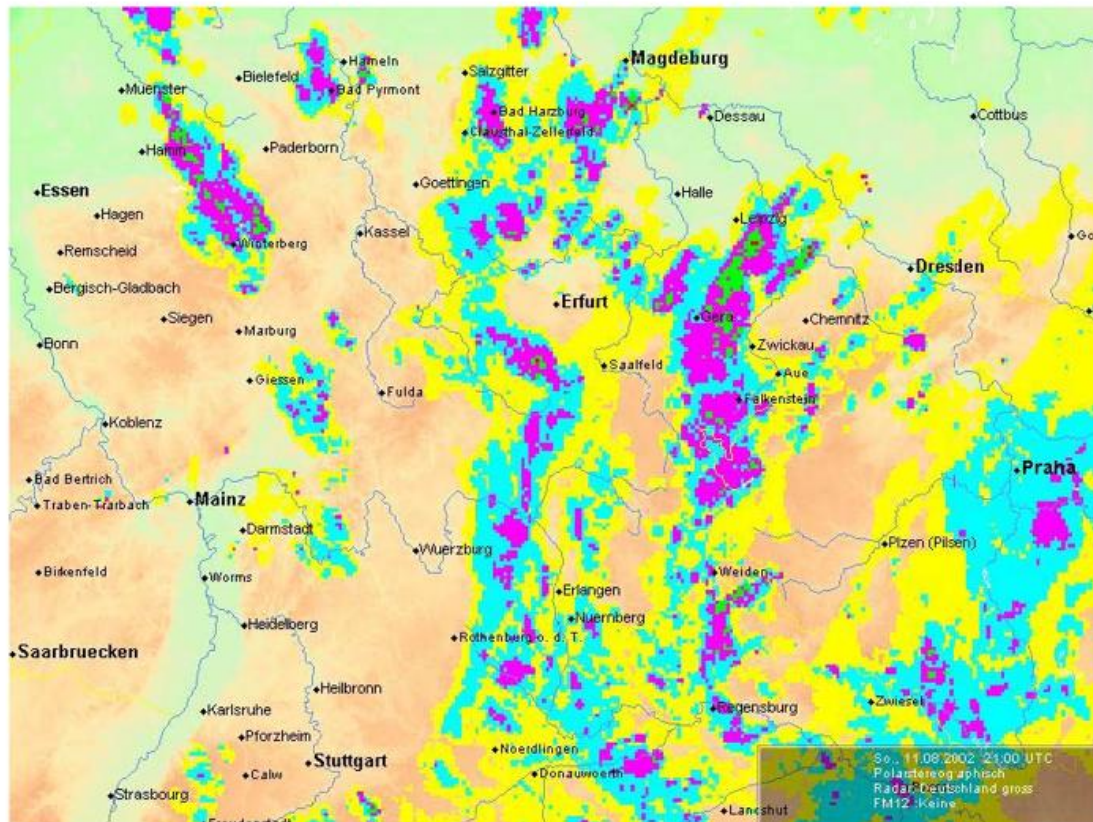 Magdeburg
Hameln
Salzgitter
Bielefeld
Muenster
Bad Pyrmont
Bad Harzburg
Dessau
Cottbus
Clausthal-Zellerfeld
Hamm
Paderborn
Goettingen
Essen
Halle
Hagen
Leipzig
Kassel
Winterberg
Remscheid
Go
Dresden
Bergisch-Gladbach
Erfurt
Siegen
Gera
Chemnitz
Marburg
Bonn
Zwickau
Saalfeld
Aue
Giessen
Fulda
Falkenstein
Koblenz
Praha
Bad Bertrich
Mainz
Traben-Trarbach
Darmstadt
Plzen (Pilsen)
Wuerzburg
Birkenfeld
Worms
Weiden
Erlangen
Nuernberg
Heidelberg
Rothenburg o. d. T.
Saarbruecken
Heilbronn
Zwiesel
Karlsruhe
Regensburg
Pforzheim
Noerdlingen
Stuttgart
Calw
Donauwoerth
Strasbourg
Landshut
Freudenstadt
So., 11.08.2002 21:00 UTC
Polarstereographisch
Radar: Deutschland gross
FM12 :Keine